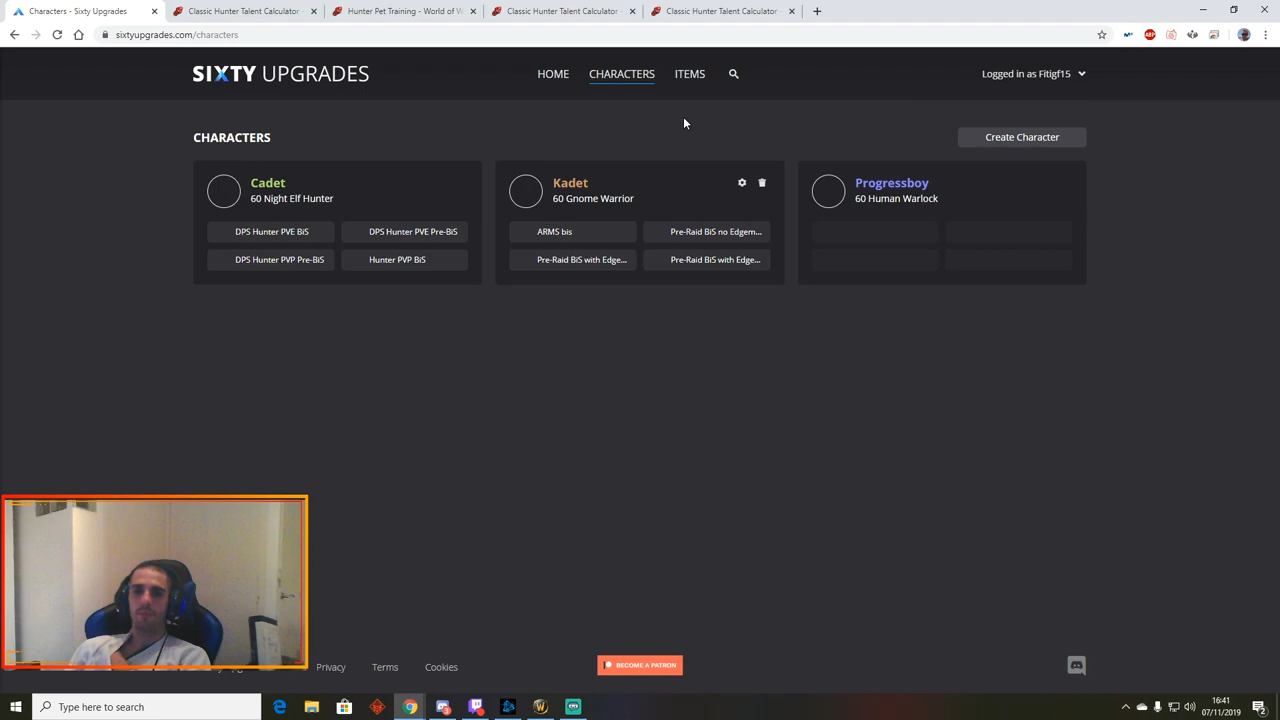 Characters - Sixty Upgrades
Classic Hunter Talent Calculator -
Hunter Pet Training - World of W
Classic Hunter Talent Calculator -
Classic Hunter Talent Calculator -
sixtyupgrades.com/characters
SIXTY UPGRADES
HOME
CHARACTERS
ITEMS
Logged in as Fitigf15
CHARACTERS
Create Character
Cadet
60 Night Elf Hunter
DPS Hunter PVE BiS
DPS Hunter PVE Pre-BiS
DPS Hunter PVP Pre-BiS
Hunter PVP BiS
Kadet
60 Gnome Warrior
ARMS bis
Pre-Raid BiS no Edgem...
Pre-Raid BiS with Edge...
Pre-Raid BiS with Edge...
Progressboy
60 Human Warlock
Privacy
Terms
Cookies
BECOME A PATRON
Type here to search
16:41
07/11/2019